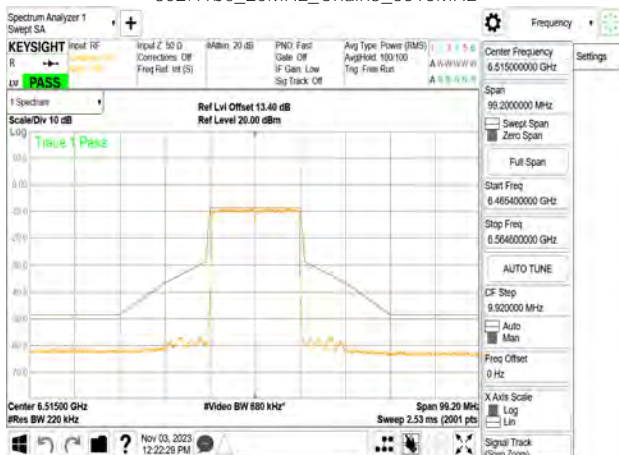 Spectrum Analyzer 1
Swept SA
+
Frequency
KEYSIGHT
Input: RF
Input Z: 50 Ω
Corrections: Off
Freq Ref: Int (S)
#Atten: 20 dB
PNO: Fast
Gate: Off
IF Gain: Low
Sig Track: Off
Avg Type: Power (RMS)
Avg|Hold: 100/100
Trig: Free Run
PASS
1 Spectrum
Scale/Div 10 dB
Ref Lvl Offset 13.40 dB
Ref Level 20.00 dBm
Log
Trace 1 Pass
Center 6.51500 GHz
#Res BW 220 kHz
#Video BW 680 kHz*
Span 99.20 MHz
Sweep 2.53 ms (2001 pts
Nov 03, 2023
12:22:29 PM
Settings
Center Frequency
6.515000000 GHz
Span
99.2000000 MHz
Swept Span
Zero Span
Full Span
Start Freq
6.465400000 GHz
Stop Freq
6.564600000 GHz
AUTO TUNE
CF Step
9.920000 MHz
Auto
Man
Freq Offset
0 Hz
X Axis Scale
Log
Lin
Signal Track
(Span Zoom)